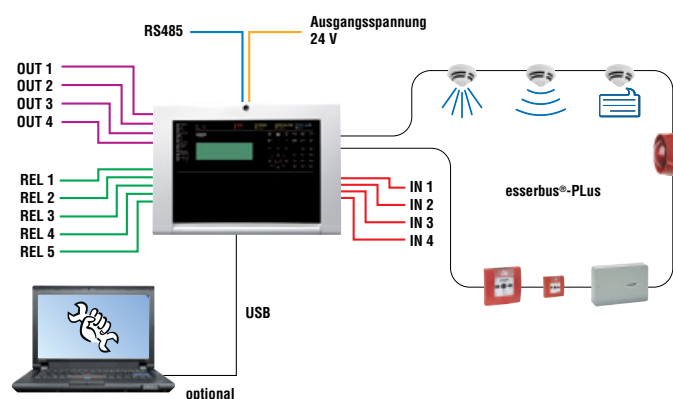 RS485
Ausgangsspannung
24 V
OUT 1
OUT 2
OUT 3
OUT 4
REL 1
REL 2
REL 3
REL 4
REL 5
IN 1
IN 2
IN 3
IN 4
esserbus®-PLus
USB
optional